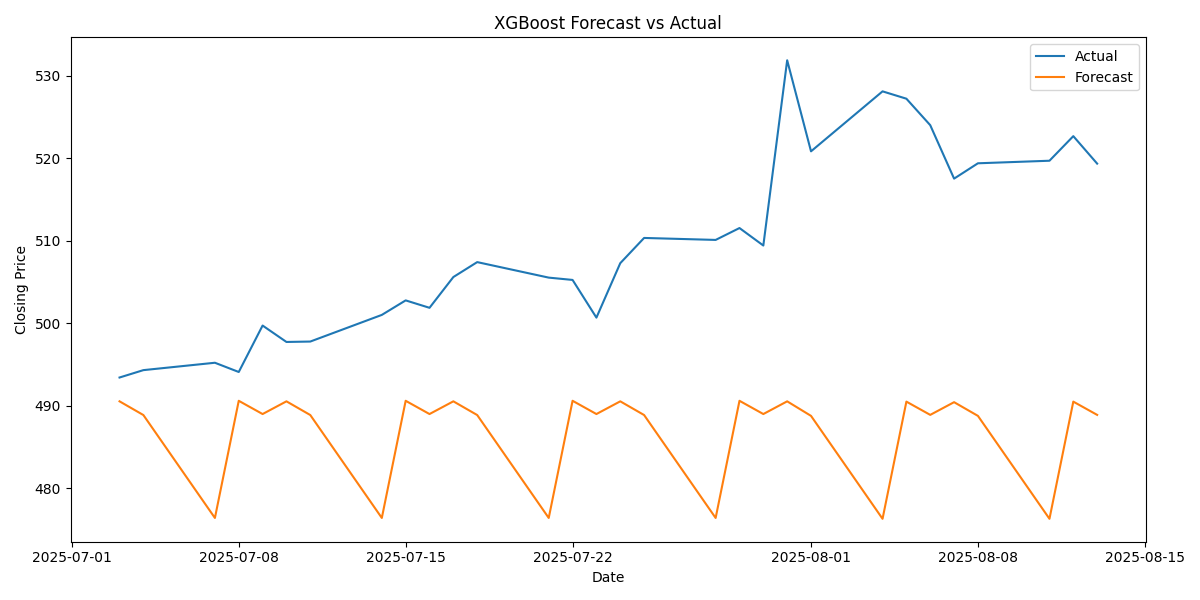 XGBoost Forecast vs Actual
Actual
Forecast
Closing Price
530
520
510
500
490
480
2025-07-01
2025-07-08
2025-07-15
2025-07-22
2025-08-01
2025-08-08
2025-08-15
Date